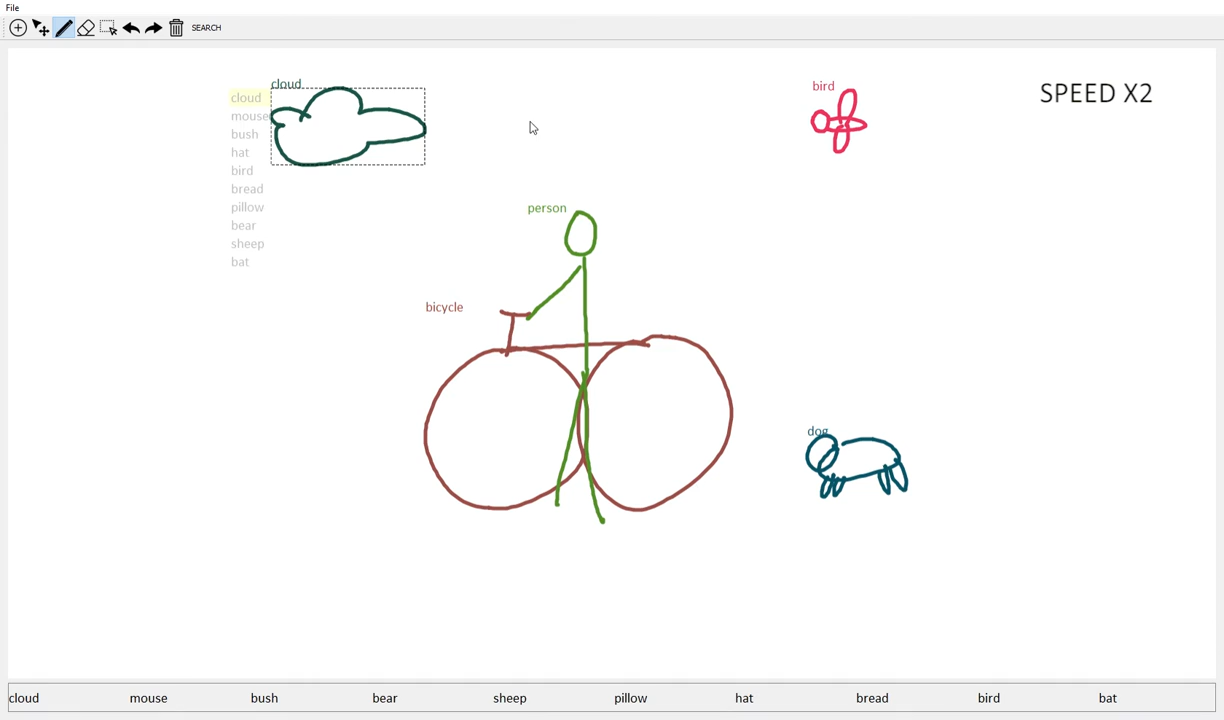 File
SEARCH
cloud
bird
SPEED X2
cloud
mouse
bush
hat
bird
bread
pillow
bear
sheep
bat
person
bicycle
dog
cloud mouse bush bear sheep pillow hat bread bird bat